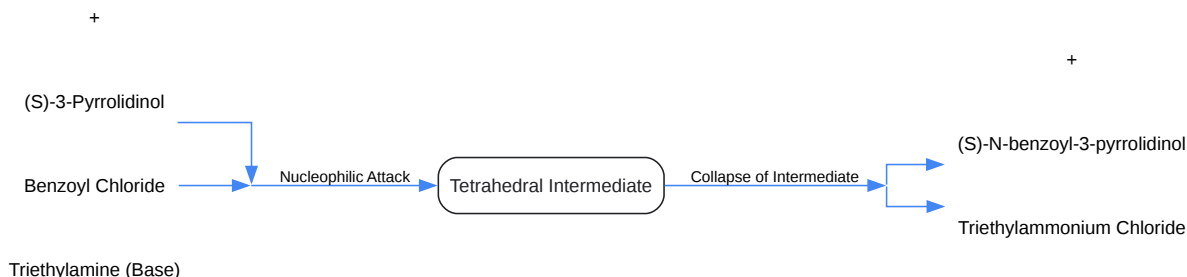 +
(S)-3-Pyrrolidinol
Benzoyl Chloride
Triethylamine (Base)
Nucleophilic Attack
Tetrahedral Intermediate
Collapse of Intermediate
+
(S)-N-benzoyl-3-pyrrolidinol
Triethylammonium Chloride